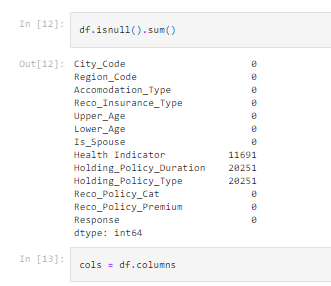 In [12]: df.isnull().sum()
Out[12]: City_Code 0
Region_Code 0
Accomodation_Type 0
Reco_Insurance_Type 0
Upper_Age 0
Lower_Age 0
Is_Spouse 0
Health Indicator 11691
Holding_Policy_Duration 20251
Holding_Policy_Type 20251
Reco_Policy_Cat 0
Reco_Policy_Premium 0
Response 0
dtype: int64
In [13]: cols = df.columns